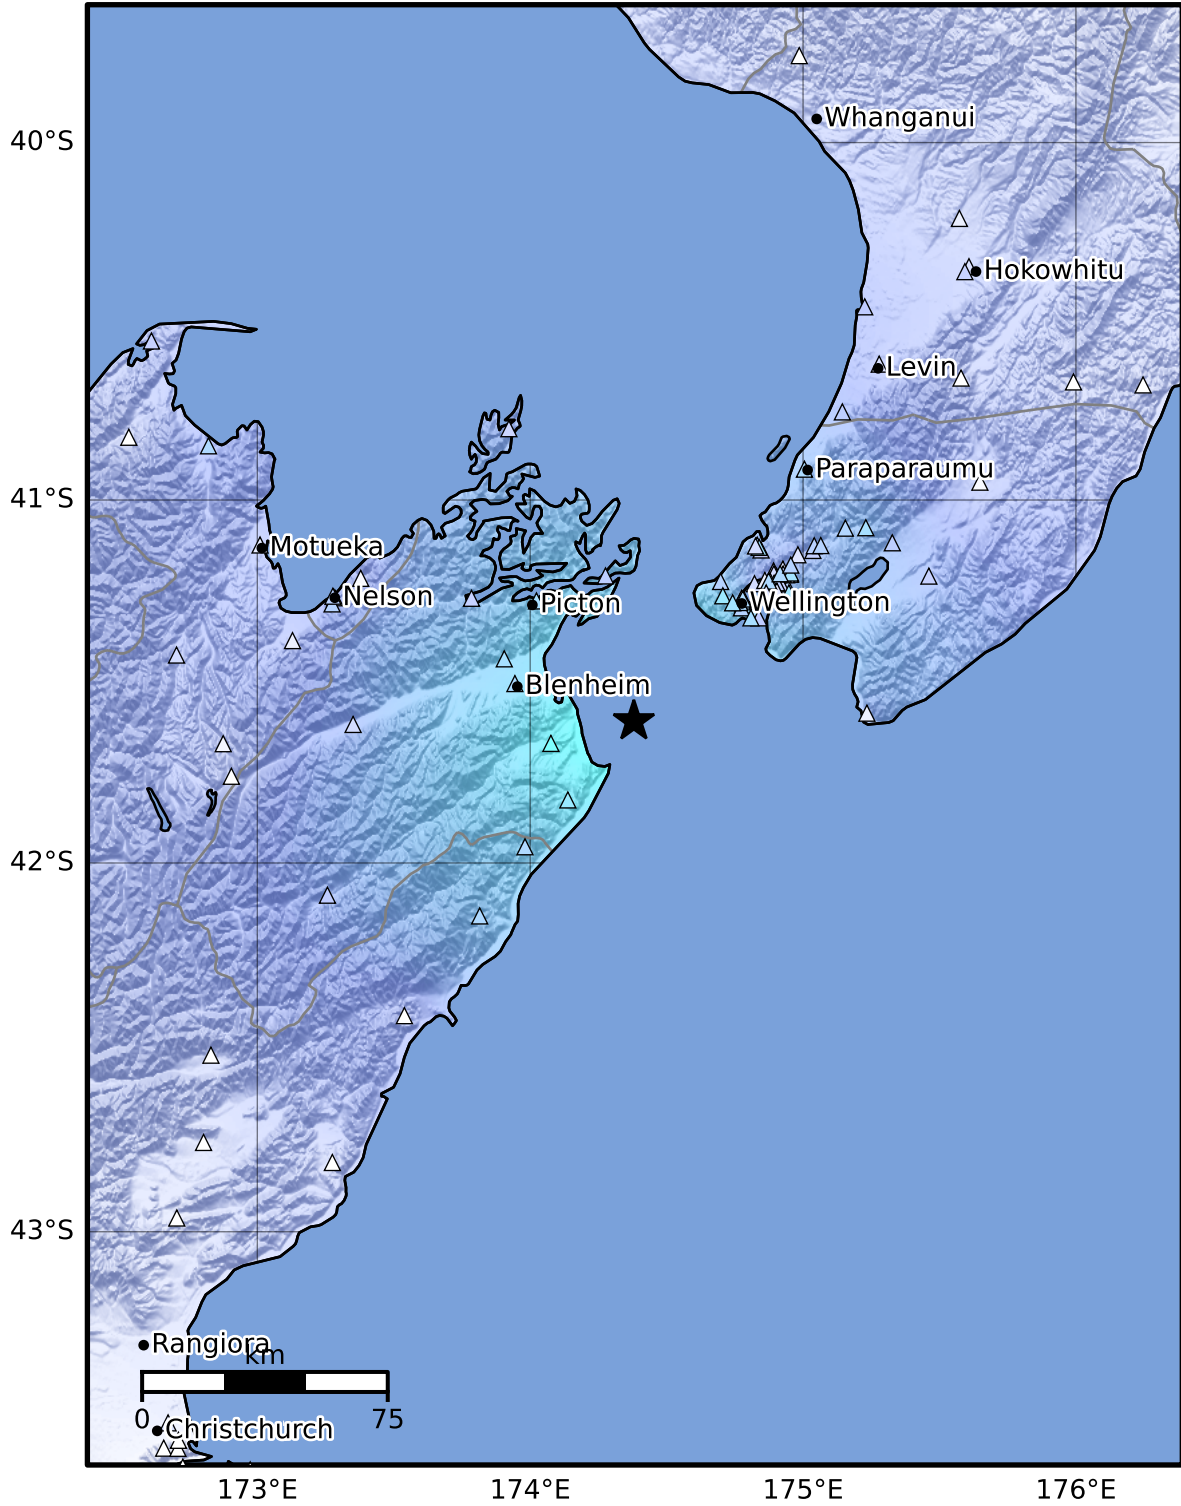 Whanganui
40°S
Hokowhitu
Levin
Paraparaumu
41°S
Motueka
Nelson
Picton
Wellington
Blenheim
42°S
43°S
Rangiora
km
0
75
Christchurch
173°E
174°E
175°E
176°E